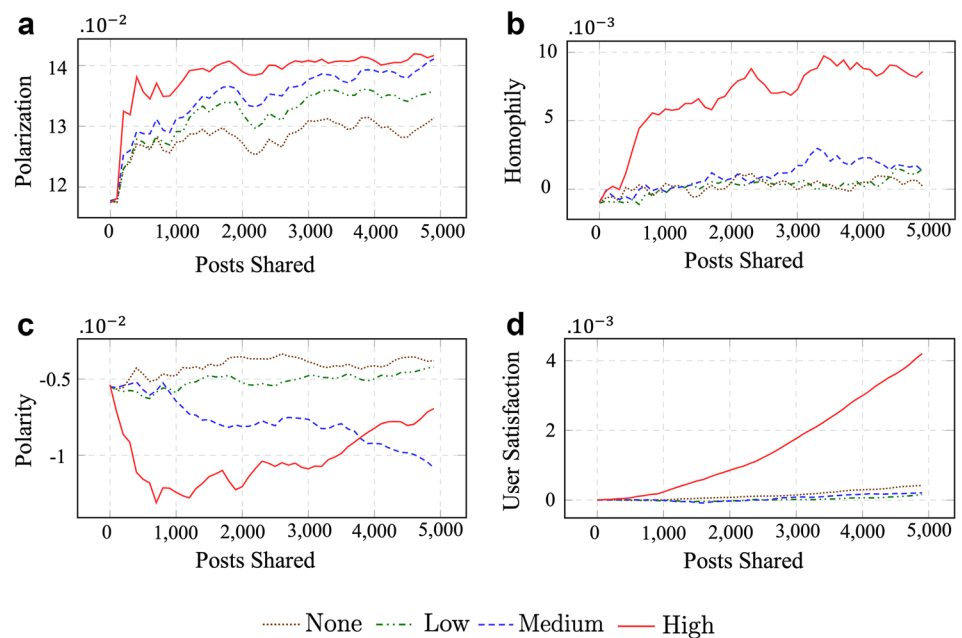 a
.10⁻²
14
13
12
Polarization
0 1,000 2,000 3,000 4,000 5,000
Posts Shared
b
.10⁻³
10
5
0
Homophily
0 1,000 2,000 3,000 4,000 5,000
Posts Shared
c
.10⁻²
-0.5
-1
Polarity
0 1,000 2,000 3,000 4,000 5,000
Posts Shared
d
.10⁻³
4
2
0
User Satisfaction
0 1,000 2,000 3,000 4,000 5,000
Posts Shared
None Low Medium High